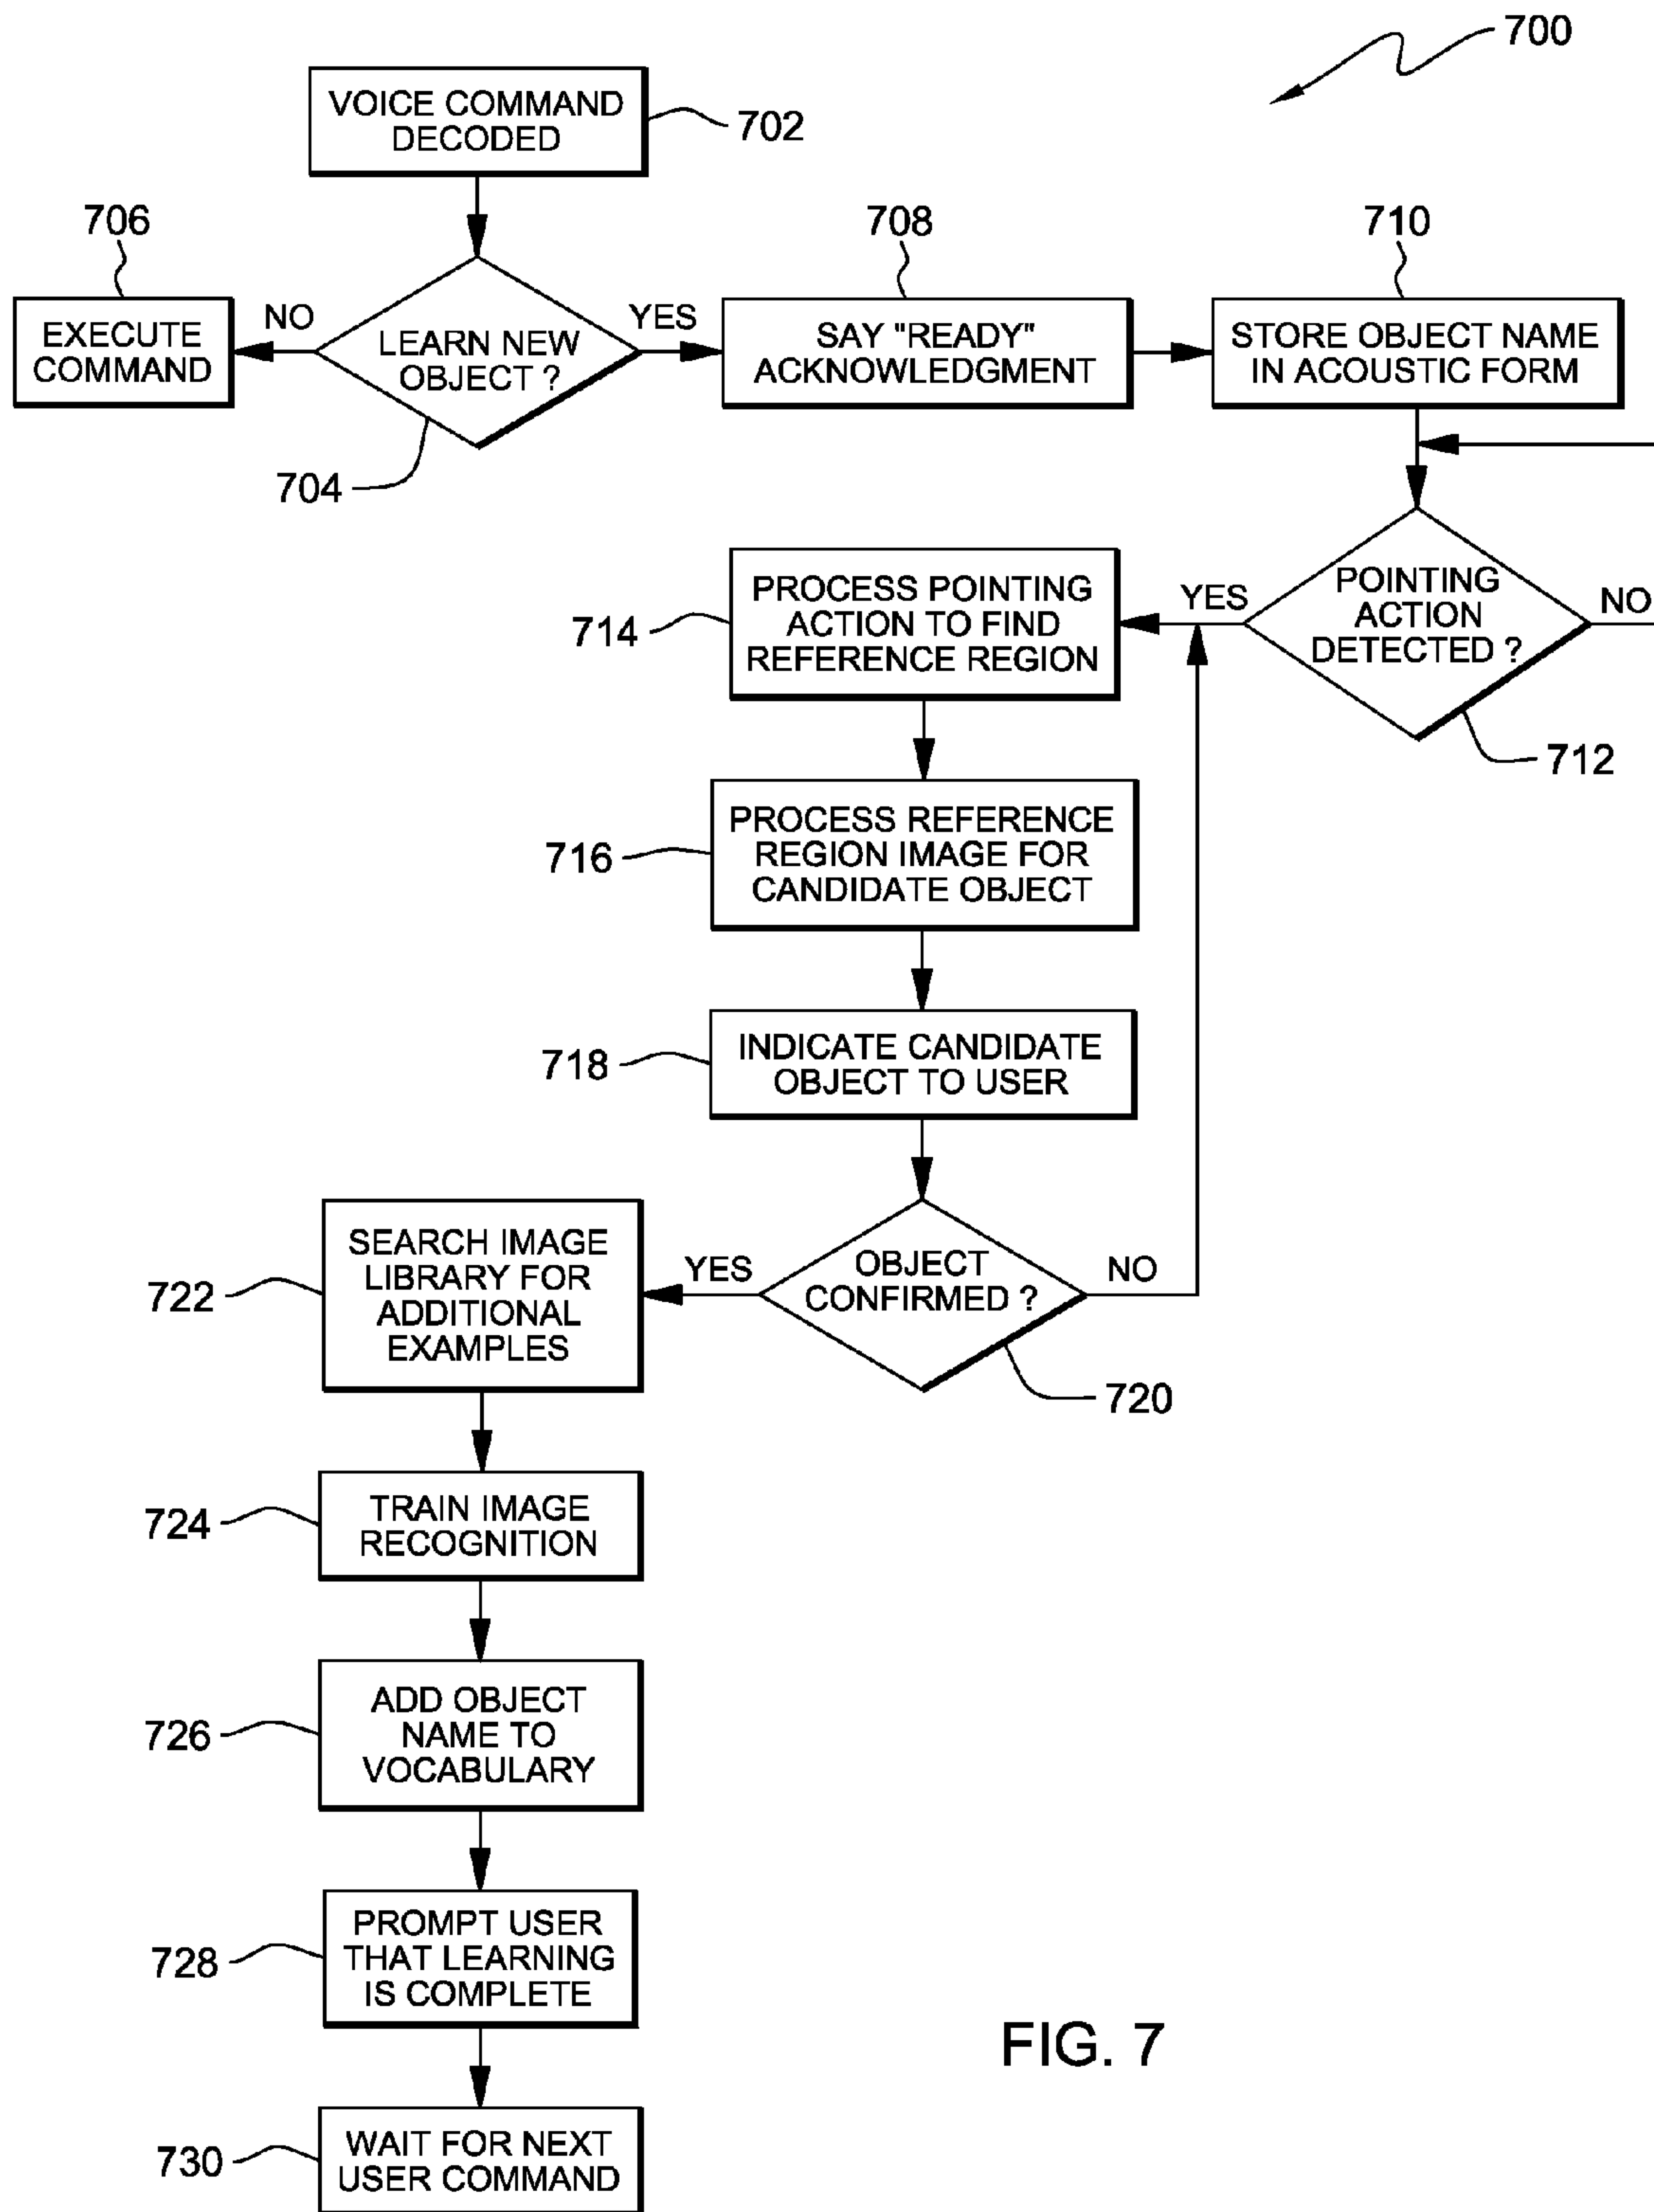 700
VOICE COMMAND
DECODED
702
706
708
710
EXECUTE
COMMAND
NO
LEARN NEW
OBJECT ?
YES
SAY "READY"
ACKNOWLEDGMENT
STORE OBJECT NAME
IN ACOUSTIC FORM
704
PROCESS POINTING
ACTION TO FIND
REFERENCE REGION
714
YES
POINTING
ACTION
DETECTED ?
NO
712
PROCESS REFERENCE
REGION IMAGE FOR
CANDIDATE OBJECT
716
INDICATE CANDIDATE
OBJECT TO USER
718
SEARCH IMAGE
LIBRARY FOR
ADDITIONAL
EXAMPLES
722
YES
OBJECT
CONFIRMED ?
NO
720
TRAIN IMAGE
RECOGNITION
724
ADD OBJECT
NAME TO
VOCABULARY
726
PROMPT USER
THAT LEARNING
IS COMPLETE
728
FIG. 7
WAIT FOR NEXT
USER COMMAND
730